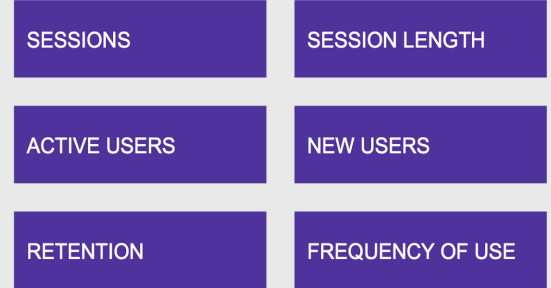 SESSIONS
SESSION LENGTH
ACTIVE USERS
NEW USERS
RETENTION
FREQUENCY OF USE